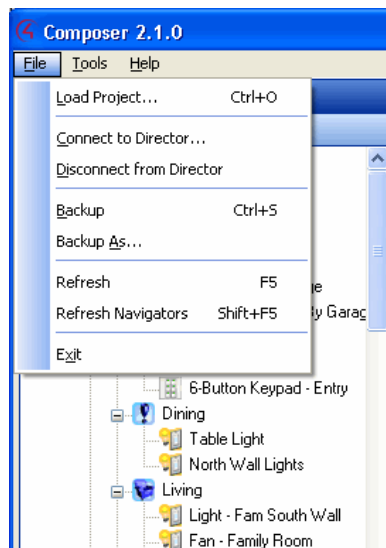 Composer 2.1.0
File Tools Help
Load Project... Ctrl+O
Connect to Director...
Disconnect from Director
Backup Ctrl+S
Backup As...
Refresh F5
Refresh Navigators Shift+F5
Exit
6-Button Keypad - Entry
Dining
Table Light
North Wall Lights
Living
Light - Fam South Wall
Fan - Family Room